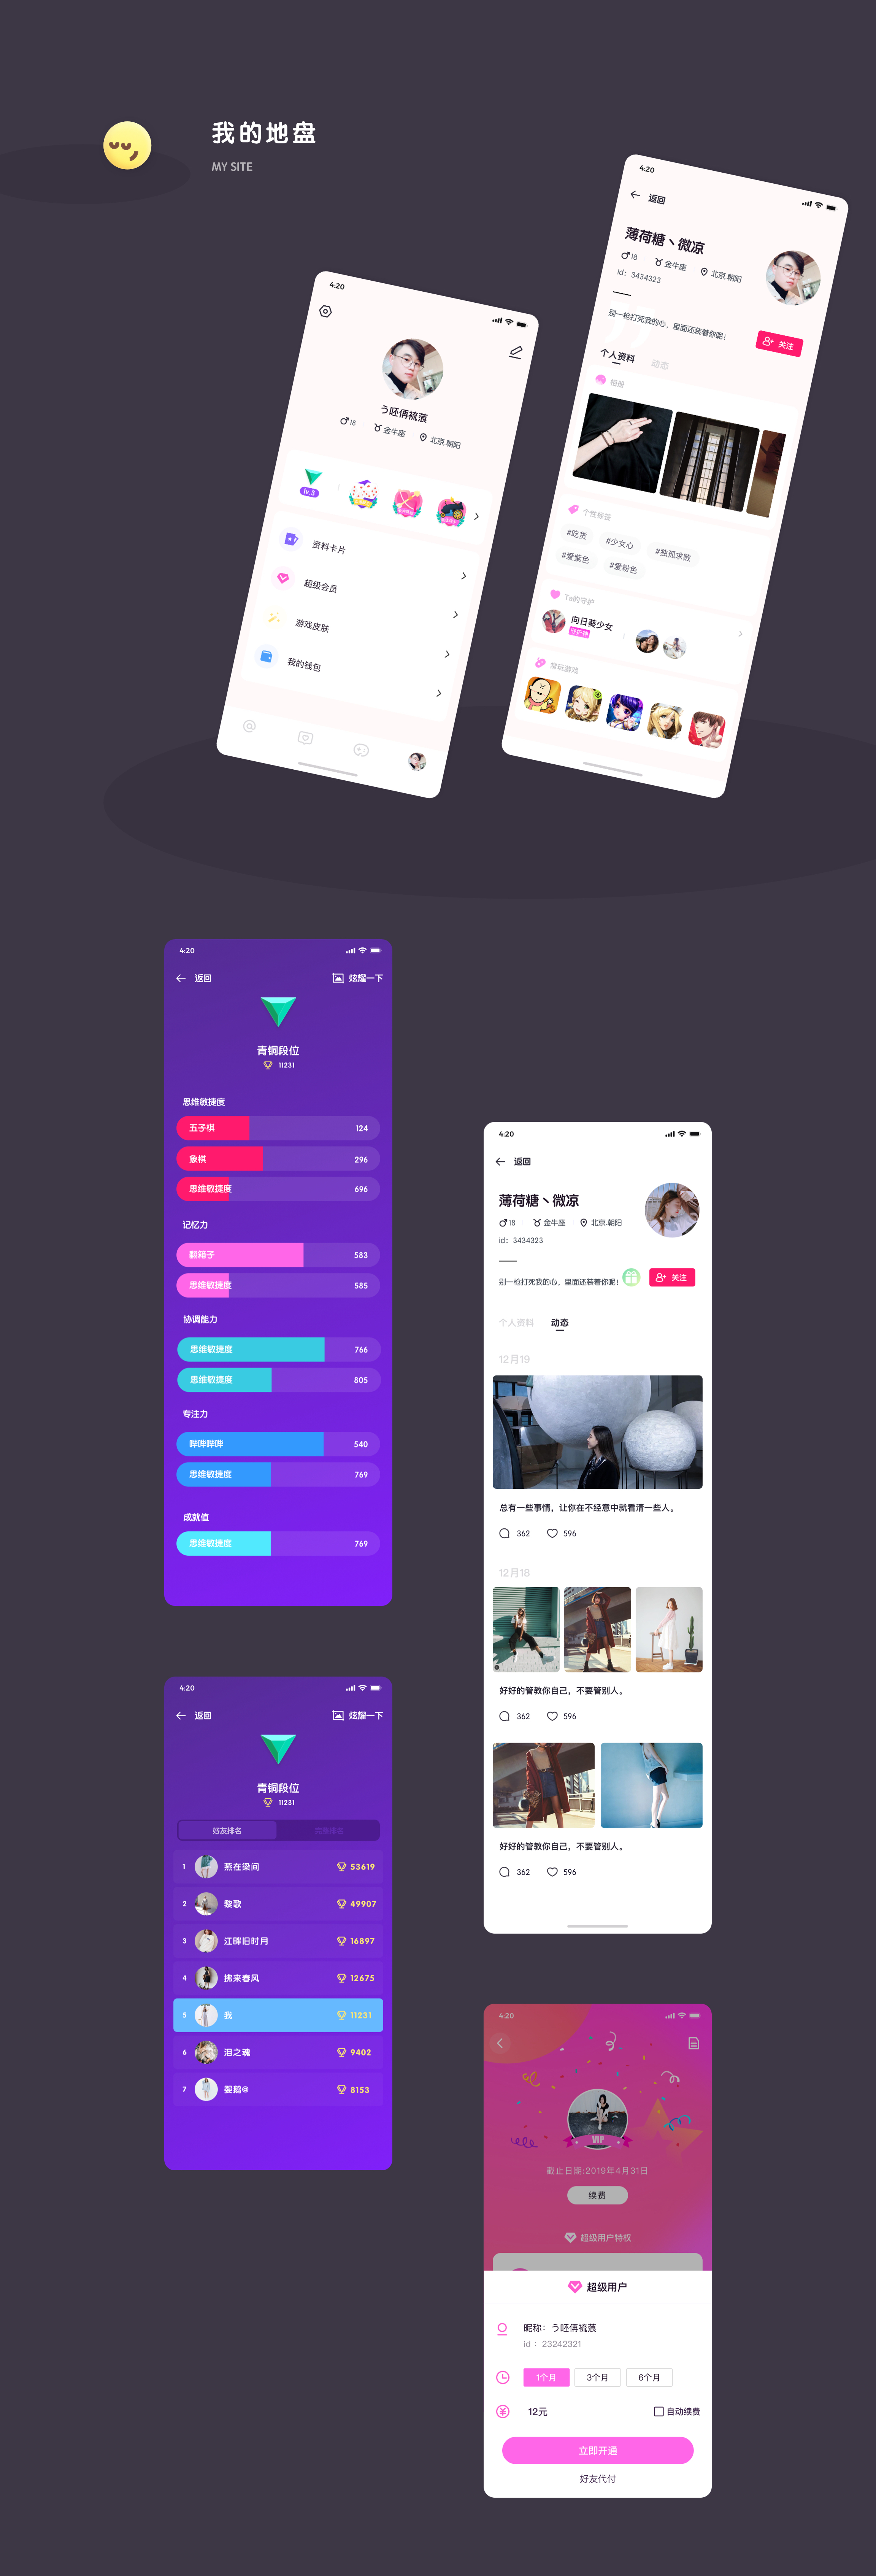 我的地盘
MY SITE
4:20
う呸倩裗蒗
18 金牛座 北京.朝阳
lv.3
资料卡片
超级会员
游戏皮肤
我的钱包
4:20
返回
薄荷糖丶微凉
18 金牛座 北京.朝阳
id: 3434323
别一枪打死我的心，里面还装着你呢！
关注
个人资料 动态
相册
个性标签
#吃货 #少女心 #独孤求败
#爱紫色 #爱粉色
Ta的守护
向日葵少女
守护神
常玩游戏
4:20
返回 炫耀一下
青铜段位
11231
思维敏捷度
五子棋 124
象棋 296
思维敏捷度 696
记忆力
翻箱子 583
思维敏捷度 585
协调能力
思维敏捷度 766
思维敏捷度 805
专注力
哔哔哔哔 540
思维敏捷度 769
成就值
思维敏捷度 769
4:20
返回
薄荷糖丶微凉
18 金牛座 北京.朝阳
id: 3434323
别一枪打死我的心，里面还装着你呢！
关注
个人资料 动态
12月19
总有一些事情，让你在不经意中就看清一些人。
362 596
12月18
好好的管教你自己，不要管别人。
362 596
好好的管教你自己，不要管别人。
362 596
4:20
返回 炫耀一下
青铜段位
11231
好友排名
1 燕在梁间 53619
2 黎歌 49907
3 江畔旧时月 16897
4 拂来春风 12675
5 我 11231
6 泪之魂 9402
7 婴鹅@ 8153
4:20
VIP
截止日期:2019年4月31日
续费
超级用户特权
超级用户
昵称：う呸倩裗蒗
id ：23242321
1个月 3个月 6个月
12元 自动续费
立即开通
好友代付